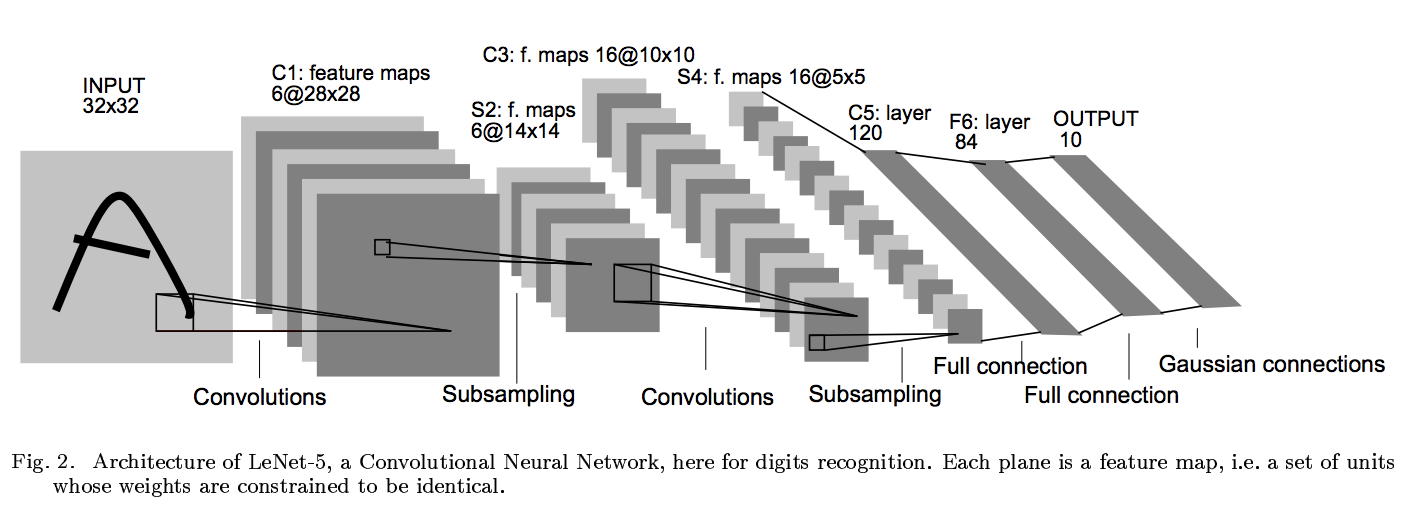 INPUT
32x32
C1: feature maps
6@28x28
S2: f. maps
6@14x14
C3: f. maps 16@10x10
S4: f. maps 16@5x5
C5: layer
120
F6: layer
84
OUTPUT
10
Convolutions
Subsampling
Convolutions
Subsampling
Full connection
Full connection
Gaussian connections
A
Fig. 2. Architecture of LeNet-5, a Convolutional Neural Network, here for digits recognition. Each plane is a feature map, i.e. a set of units
whose weights are constrained to be identical.